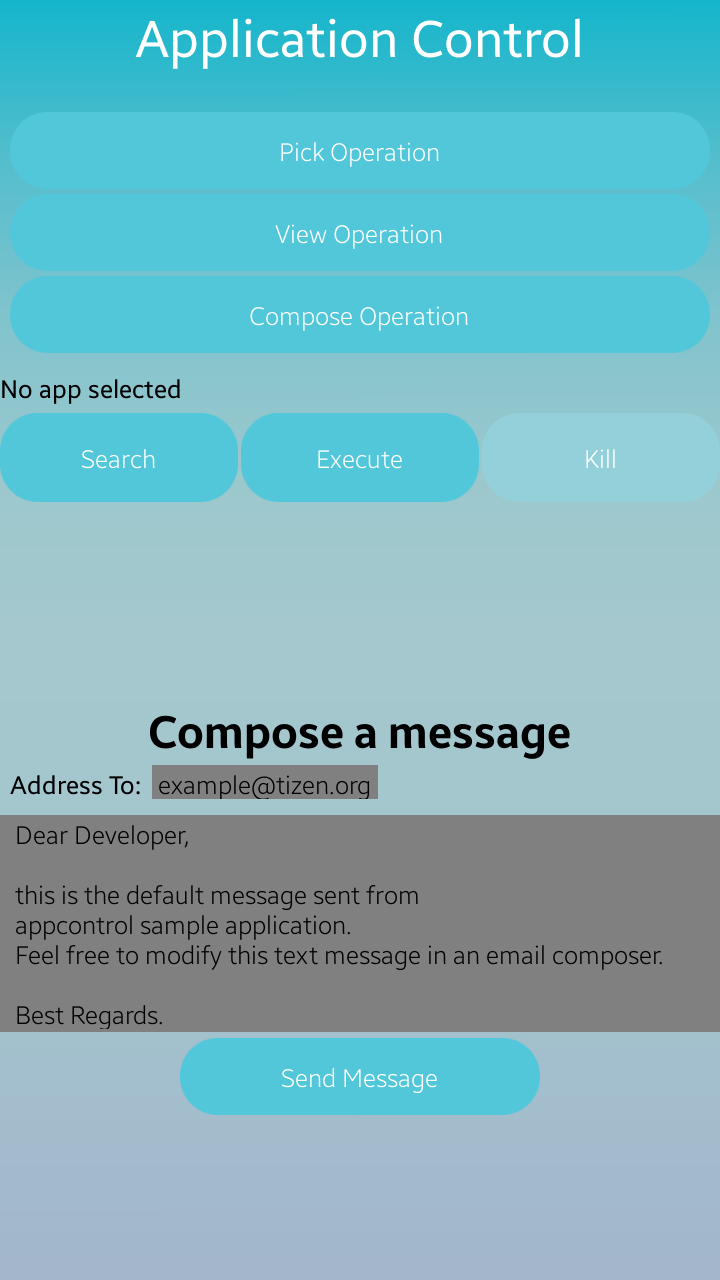 Application Control
Pick Operation
View Operation
Compose Operation
No app selected
Search Execute Kill
Compose a message
Address To: example@tizen.org
Dear Developer,
this is the default message sent from
appcontrol sample application.
Feel free to modify this text message in an email composer.
Best Regards.
Send Message